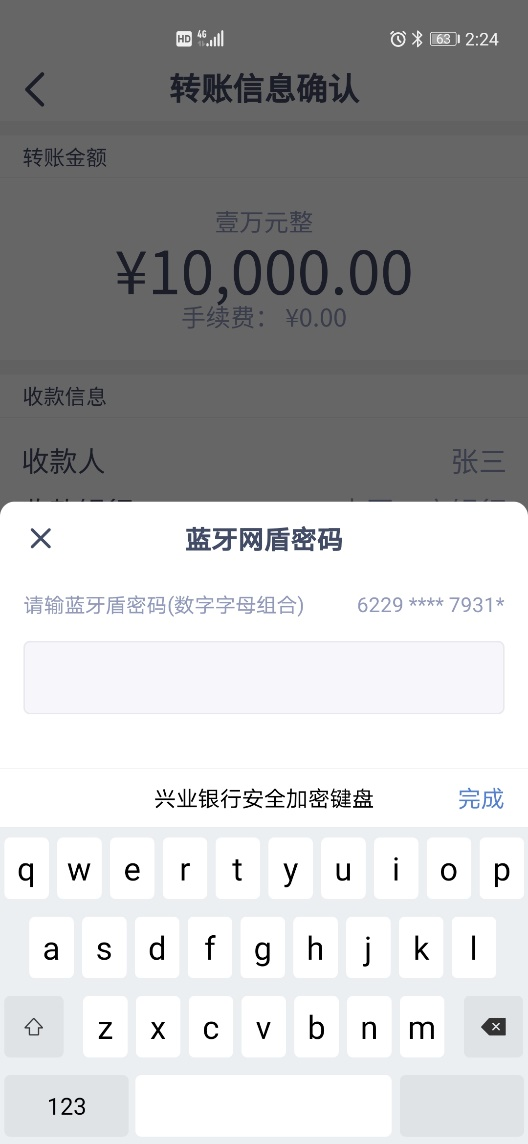 HD 4G 63 2:24
转账信息确认
转账金额
壹万元整
¥10,000.00
手续费: ¥0.00
收款信息
收款人 张三
蓝牙网盾密码
请输蓝牙盾密码(数字字母组合) 6229 **** 7931*
兴业银行安全加密键盘 完成
q w e r t y u i o p
a s d f g h j k l
z x c v b n m
123